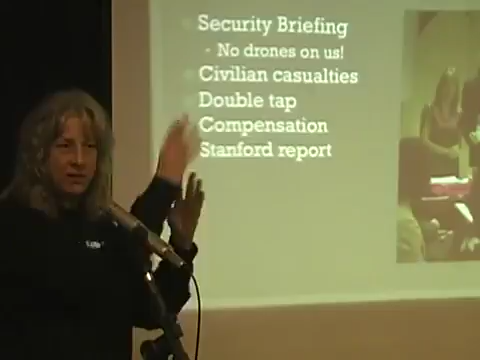 Security Briefing
- No drones on us!
Civilian casualties
Double tap
Compensation
Stanford report